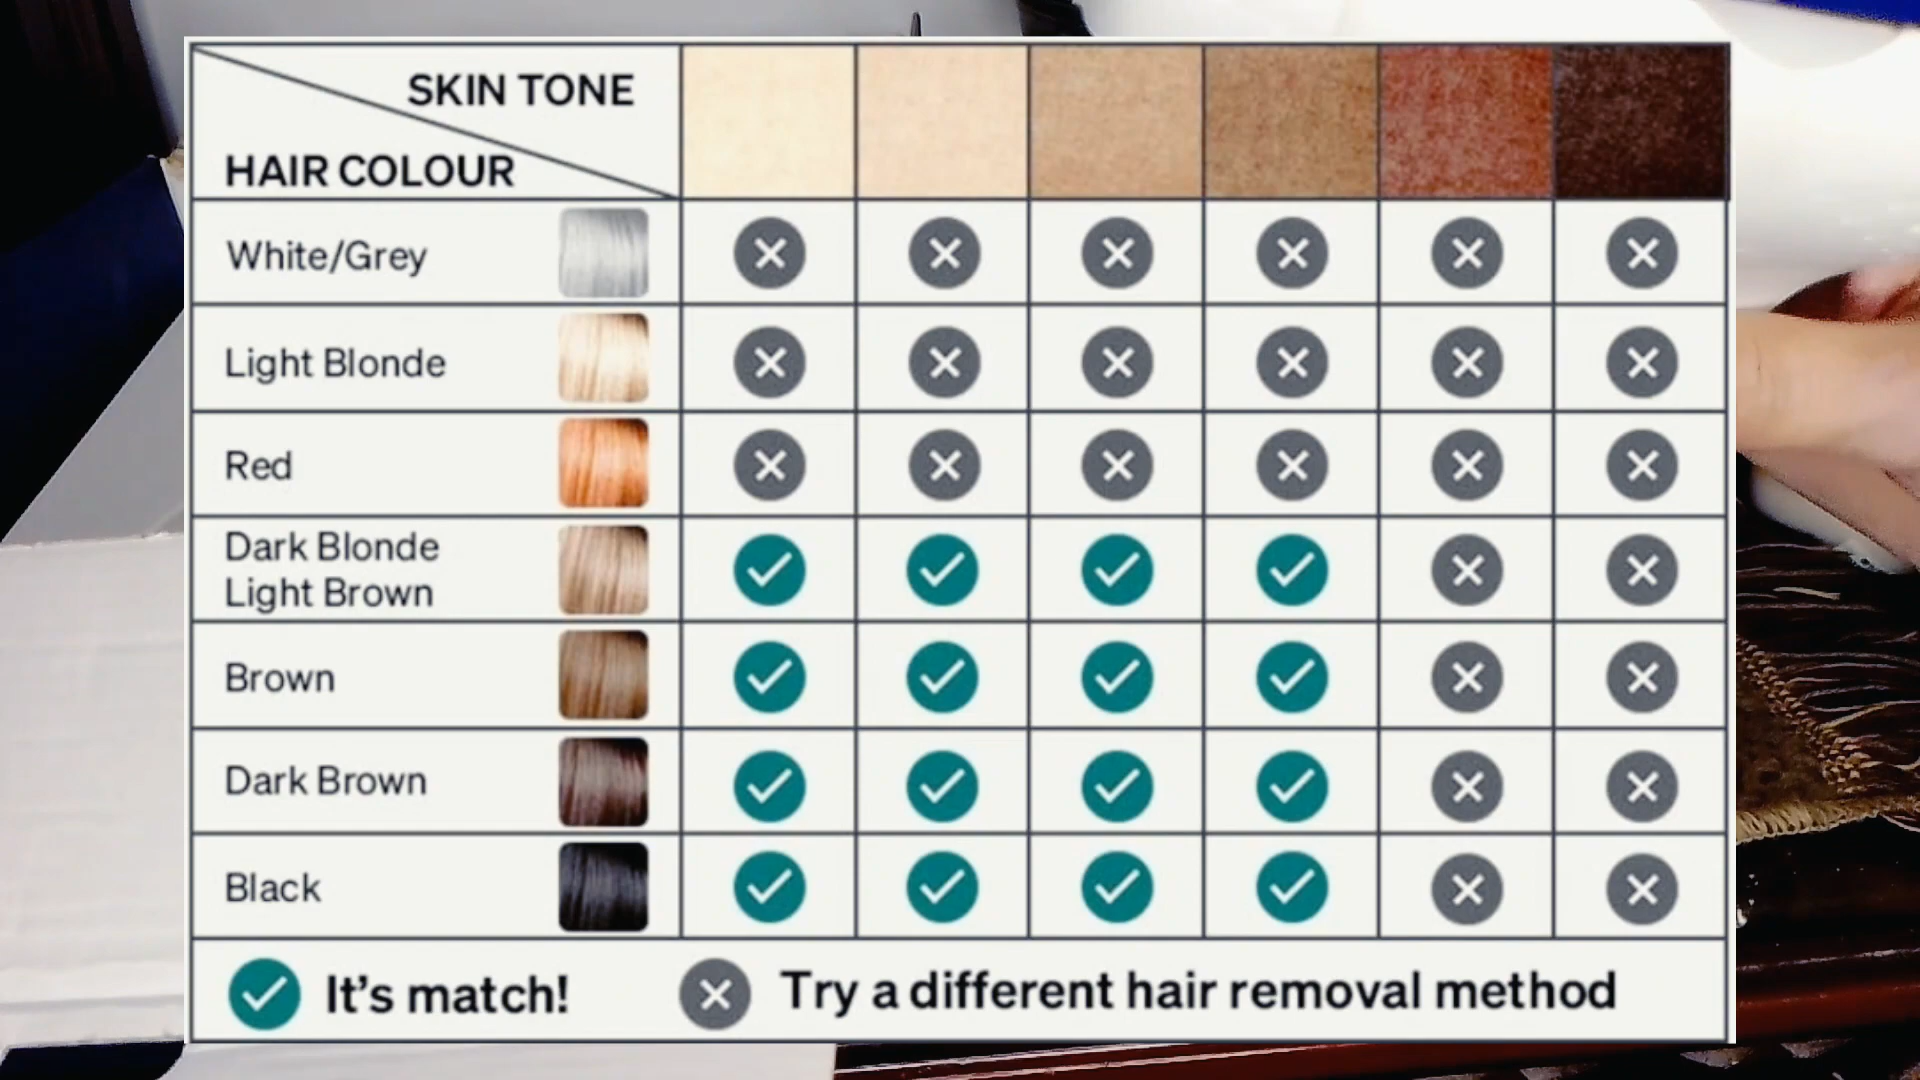 SKIN TONE
HAIR COLOUR
White/Grey
Light Blonde
Red
Dark Blonde
Light Brown
Brown
Dark Brown
Black
It's match!
Try a different hair removal method